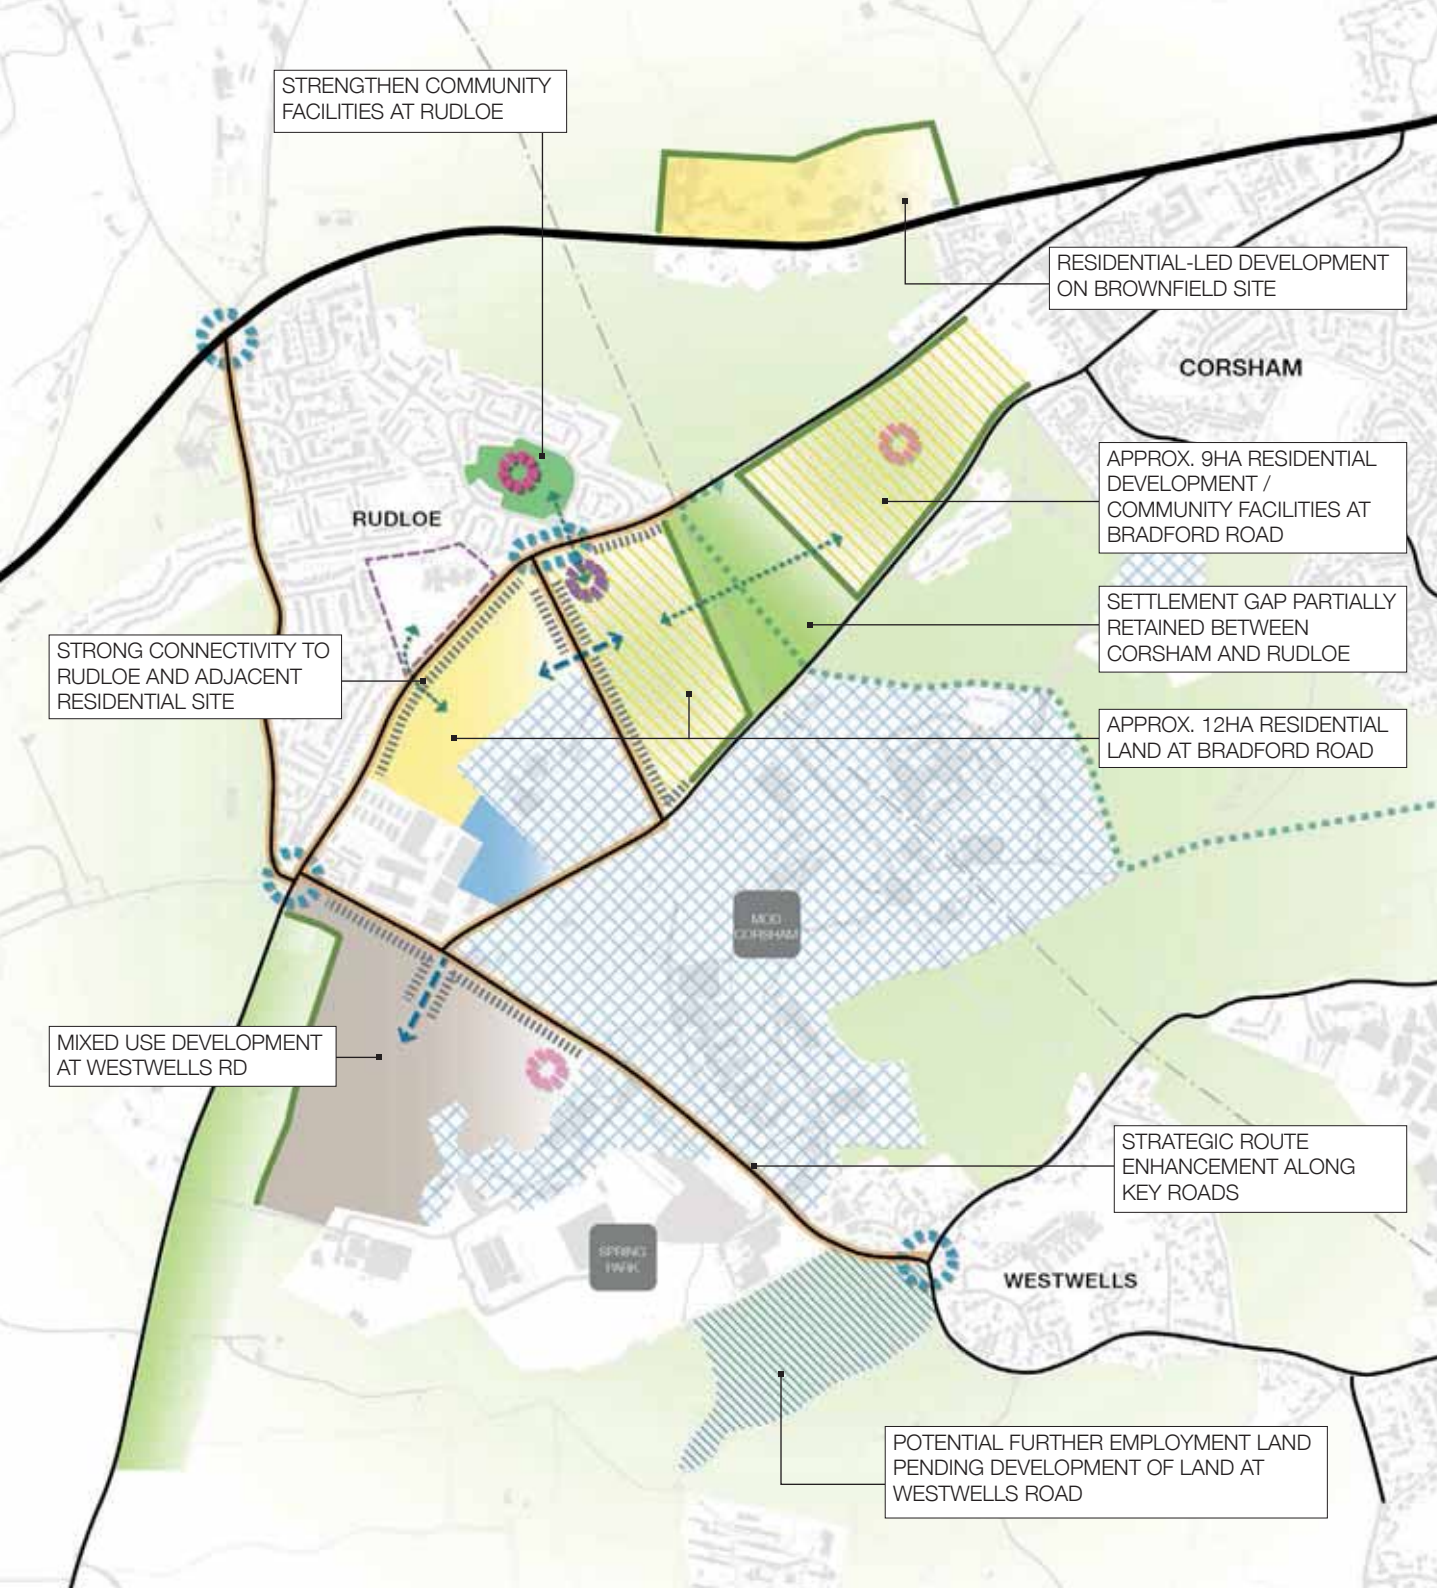 STRENGTHEN COMMUNITY
FACILITIES AT RUDLOE
RESIDENTIAL-LED DEVELOPMENT
ON BROWNFIELD SITE
CORSHAM
APPROX. 9HA RESIDENTIAL
DEVELOPMENT /
COMMUNITY FACILITIES AT
BRADFORD ROAD
RUDLOE
SETTLEMENT GAP PARTIALLY
RETAINED BETWEEN
CORSHAM AND RUDLOE
STRONG CONNECTIVITY TO
RUDLOE AND ADJACENT
RESIDENTIAL SITE
APPROX. 12HA RESIDENTIAL
LAND AT BRADFORD ROAD
MOD
CORSHAM
MIXED USE DEVELOPMENT
AT WESTWELLS RD
STRATEGIC ROUTE
ENHANCEMENT ALONG
KEY ROADS
SPRING
PARK
WESTWELLS
POTENTIAL FURTHER EMPLOYMENT LAND
PENDING DEVELOPMENT OF LAND AT
WESTWELLS ROAD